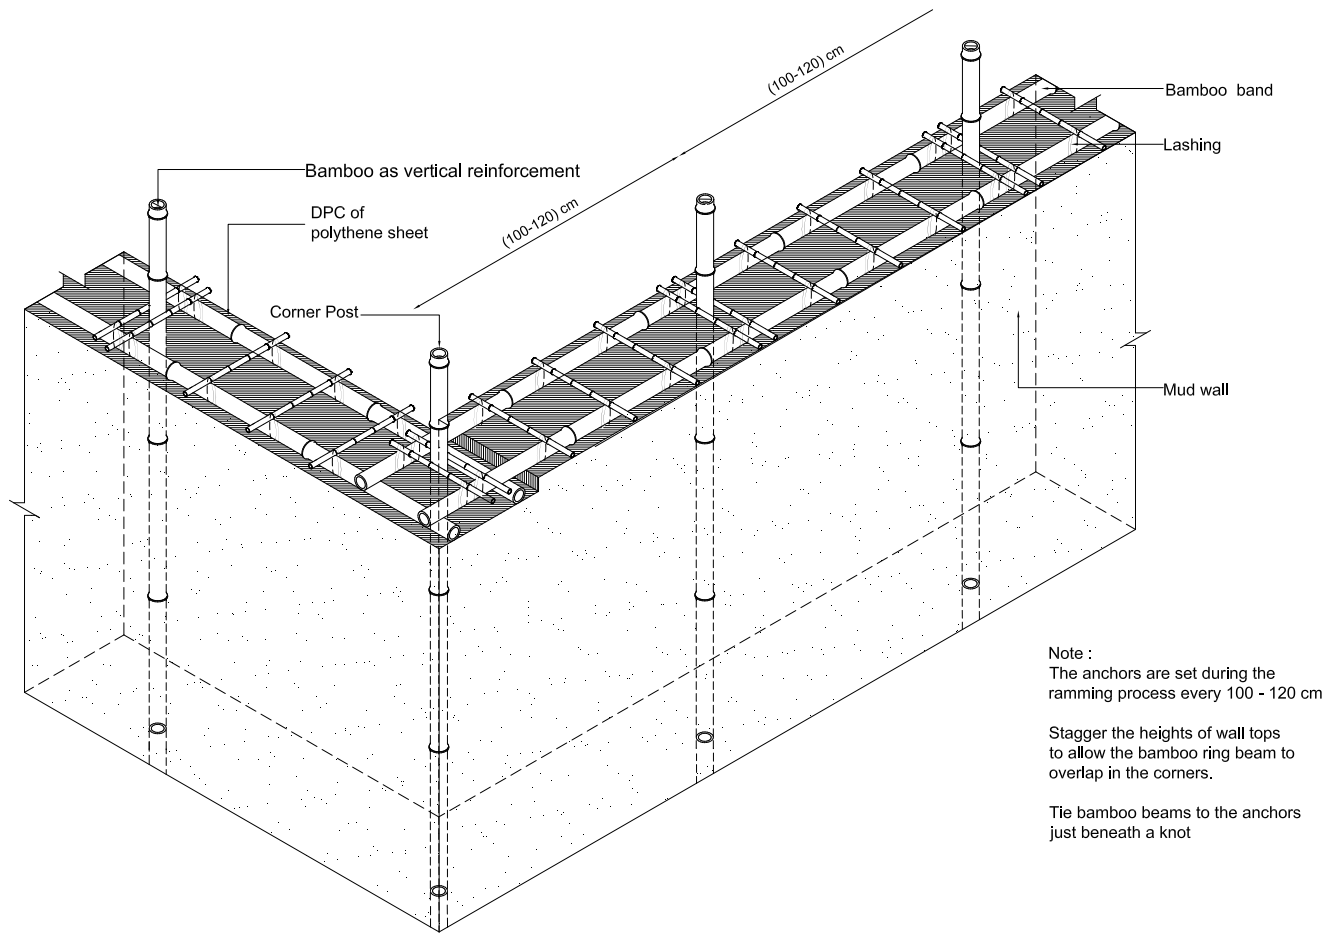 (100-120) cm
Bamboo band
Lashing
Bamboo as vertical reinforcement
DPC of
polythene sheet
(100-120) cm
Corner Post
Mud wall
Note :
The anchors are set during the
ramming process every 100 - 120 cm
Stagger the heights of wall tops
to allow the bamboo ring beam to
overlap in the corners.
Tie bamboo beams to the anchors
just beneath a knot